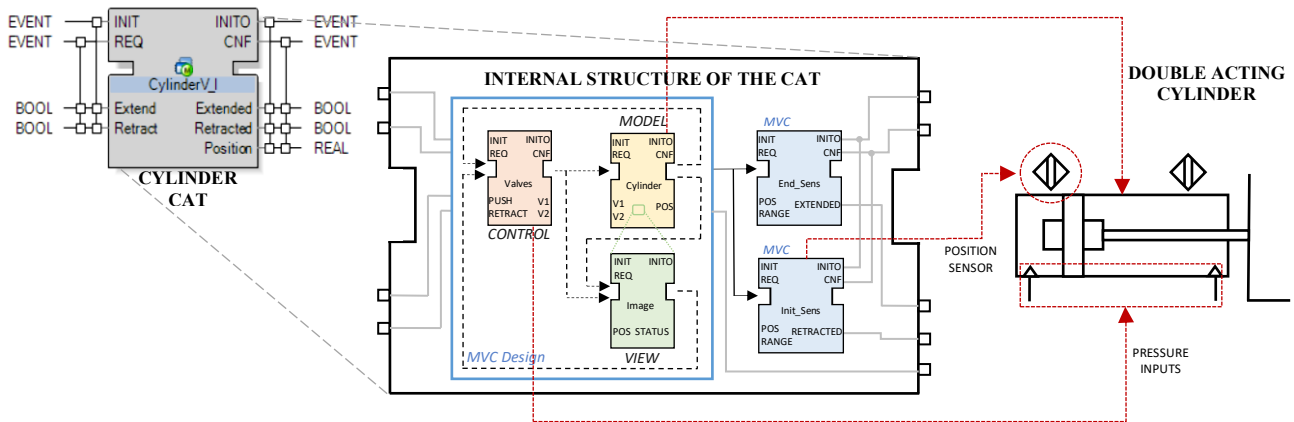 EVENT INIT INITO EVENT
EVENT REQ CNF EVENT
CylinderV_I
BOOL Extend Extended BOOL
BOOL Retract Retracted BOOL
Position REAL
CYLINDER
CAT
INTERNAL STRUCTURE OF THE CAT
MODEL
INIT INITO
REQ CNF
Valves
PUSH V1
RETRACT V2
CONTROL
INIT INITO
REQ CNF
Cylinder
V1 POS
V2
INIT INITO
REQ CNF
Image
POS STATUS
VIEW
MVC Design
MVC
INIT INITO
REQ CNF
End_Sens
POS EXTENDED
RANGE
MVC
INIT INITO
REQ CNF
Init_Sens
POS RETRACTED
RANGE
DOUBLE ACTING
CYLINDER
POSITION
SENSOR
PRESSURE
INPUTS